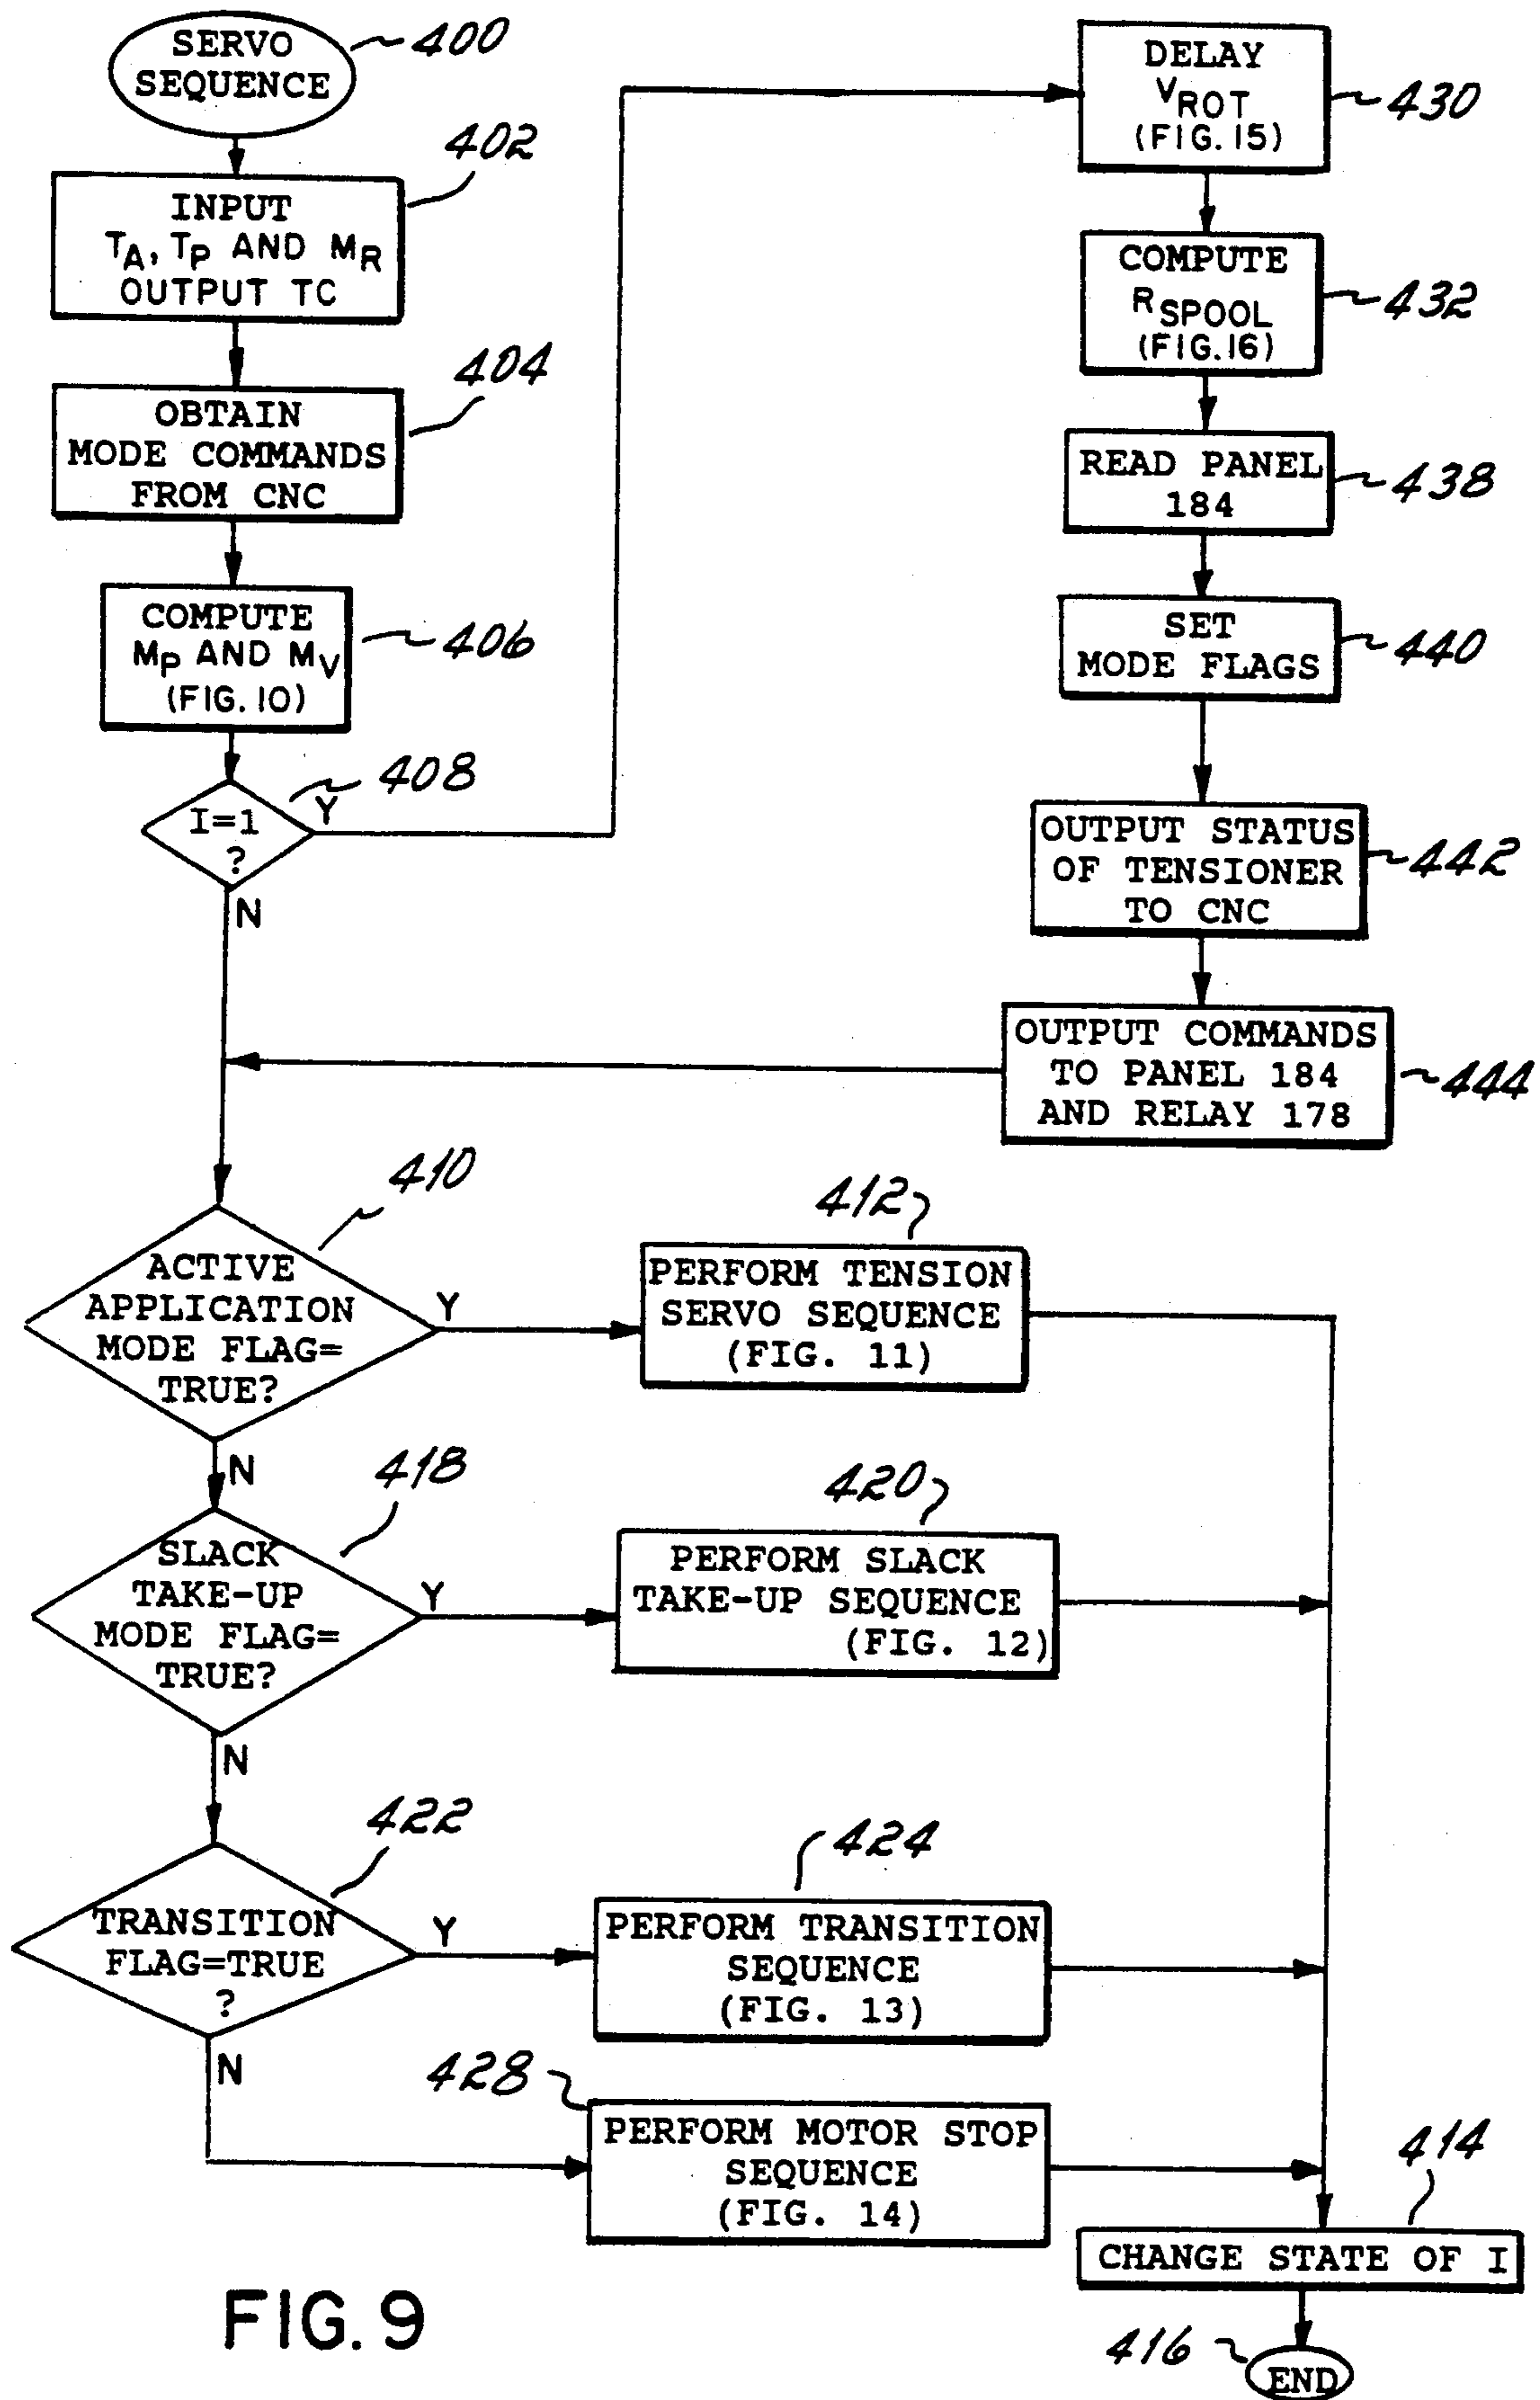 SERVO
SEQUENCE
400
INPUT
TA, TP AND MR
OUTPUT TC
402
OBTAIN
MODE COMMANDS
FROM CNC
404
COMPUTE
MP AND MV
(FIG. 10)
406
I=1
?
408
Y
N
DELAY
VROT
(FIG. 15)
430
COMPUTE
RSPOOL
(FIG. 16)
432
READ PANEL
184
438
SET
MODE FLAGS
440
OUTPUT STATUS
OF TENSIONER
TO CNC
442
OUTPUT COMMANDS
TO PANEL 184
AND RELAY 178
444
ACTIVE
APPLICATION
MODE FLAG=
TRUE?
410
Y
N
PERFORM TENSION
SERVO SEQUENCE
(FIG. 11)
412
SLACK
TAKE-UP
MODE FLAG=
TRUE?
418
Y
N
PERFORM SLACK
TAKE-UP SEQUENCE
(FIG. 12)
420
TRANSITION
FLAG=TRUE
?
422
Y
N
PERFORM TRANSITION
SEQUENCE
(FIG. 13)
424
PERFORM MOTOR STOP
SEQUENCE
(FIG. 14)
428
CHANGE STATE OF I
414
END
416
FIG. 9